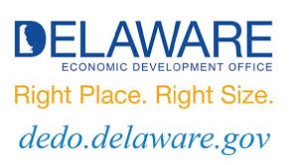 DELAWARE
ECONOMIC DEVELOPMENT OFFICE
Right Place. Right Size.
dedo.delaware.gov